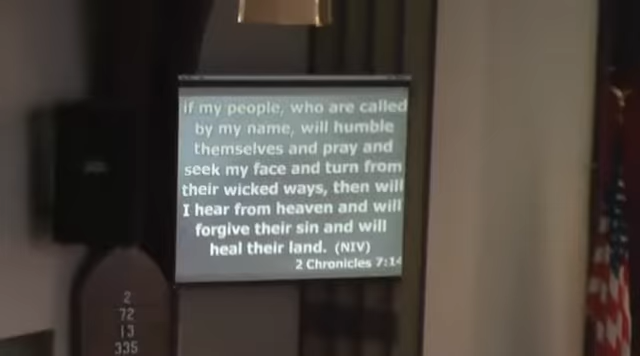 if my people, who are called
by my name, will humble
themselves and pray and
seek my face and turn from
their wicked ways, then will
I hear from heaven and will
forgive their sin and will
heal their land. (NIV)
2 Chronicles 7:14
2
72
13
335